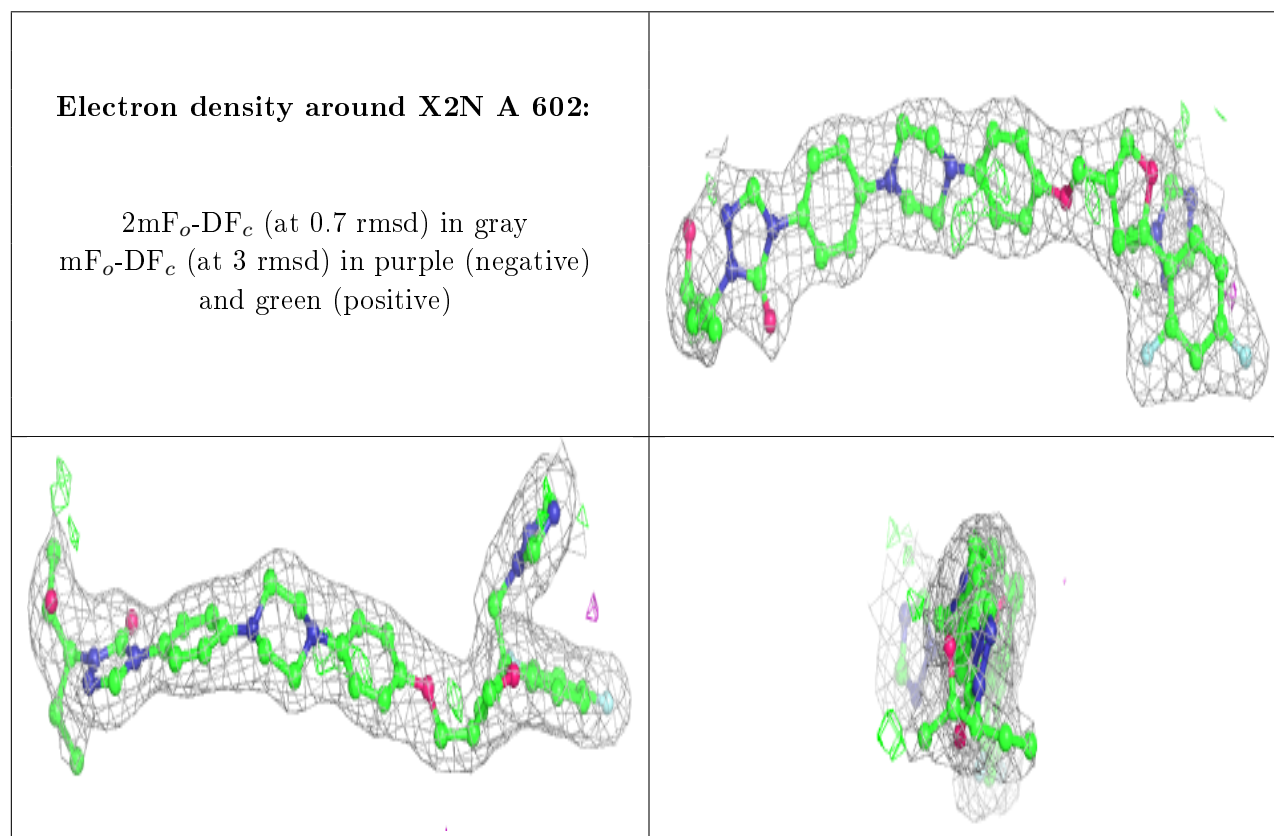 Electron density around X2N A 602:
2mFₒ-DF𝒸 (at 0.7 rmsd) in gray
mFₒ-DF𝒸 (at 3 rmsd) in purple (negative)
and green (positive)